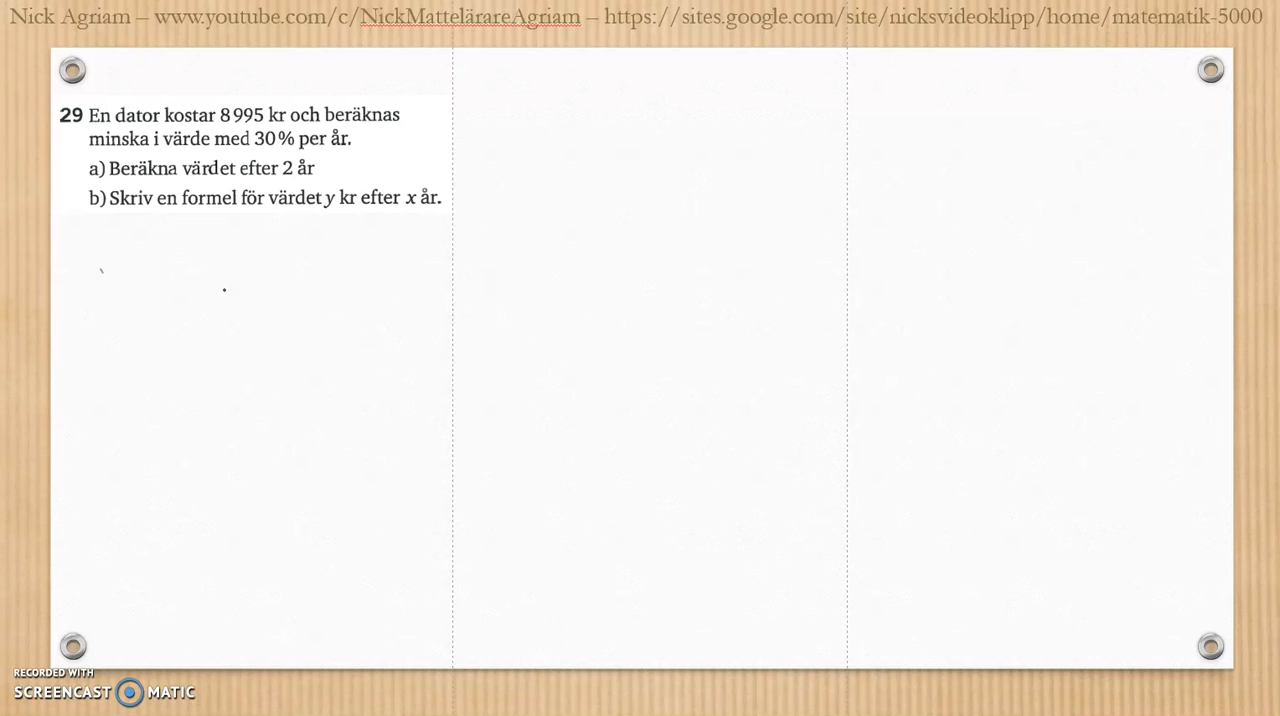 Nick Agriam – www.youtube.com/c/NickMattelärareAgriam – https://sites.google.com/site/nicksvideoklipp/home/matematik-5000
29 En dator kostar 8 995 kr och beräknas
minska i värde med 30 % per år.
a) Beräkna värdet efter 2 år
b) Skriv en formel för värdet y kr efter x år.
RECORDED WITH
SCREENCAST MATIC